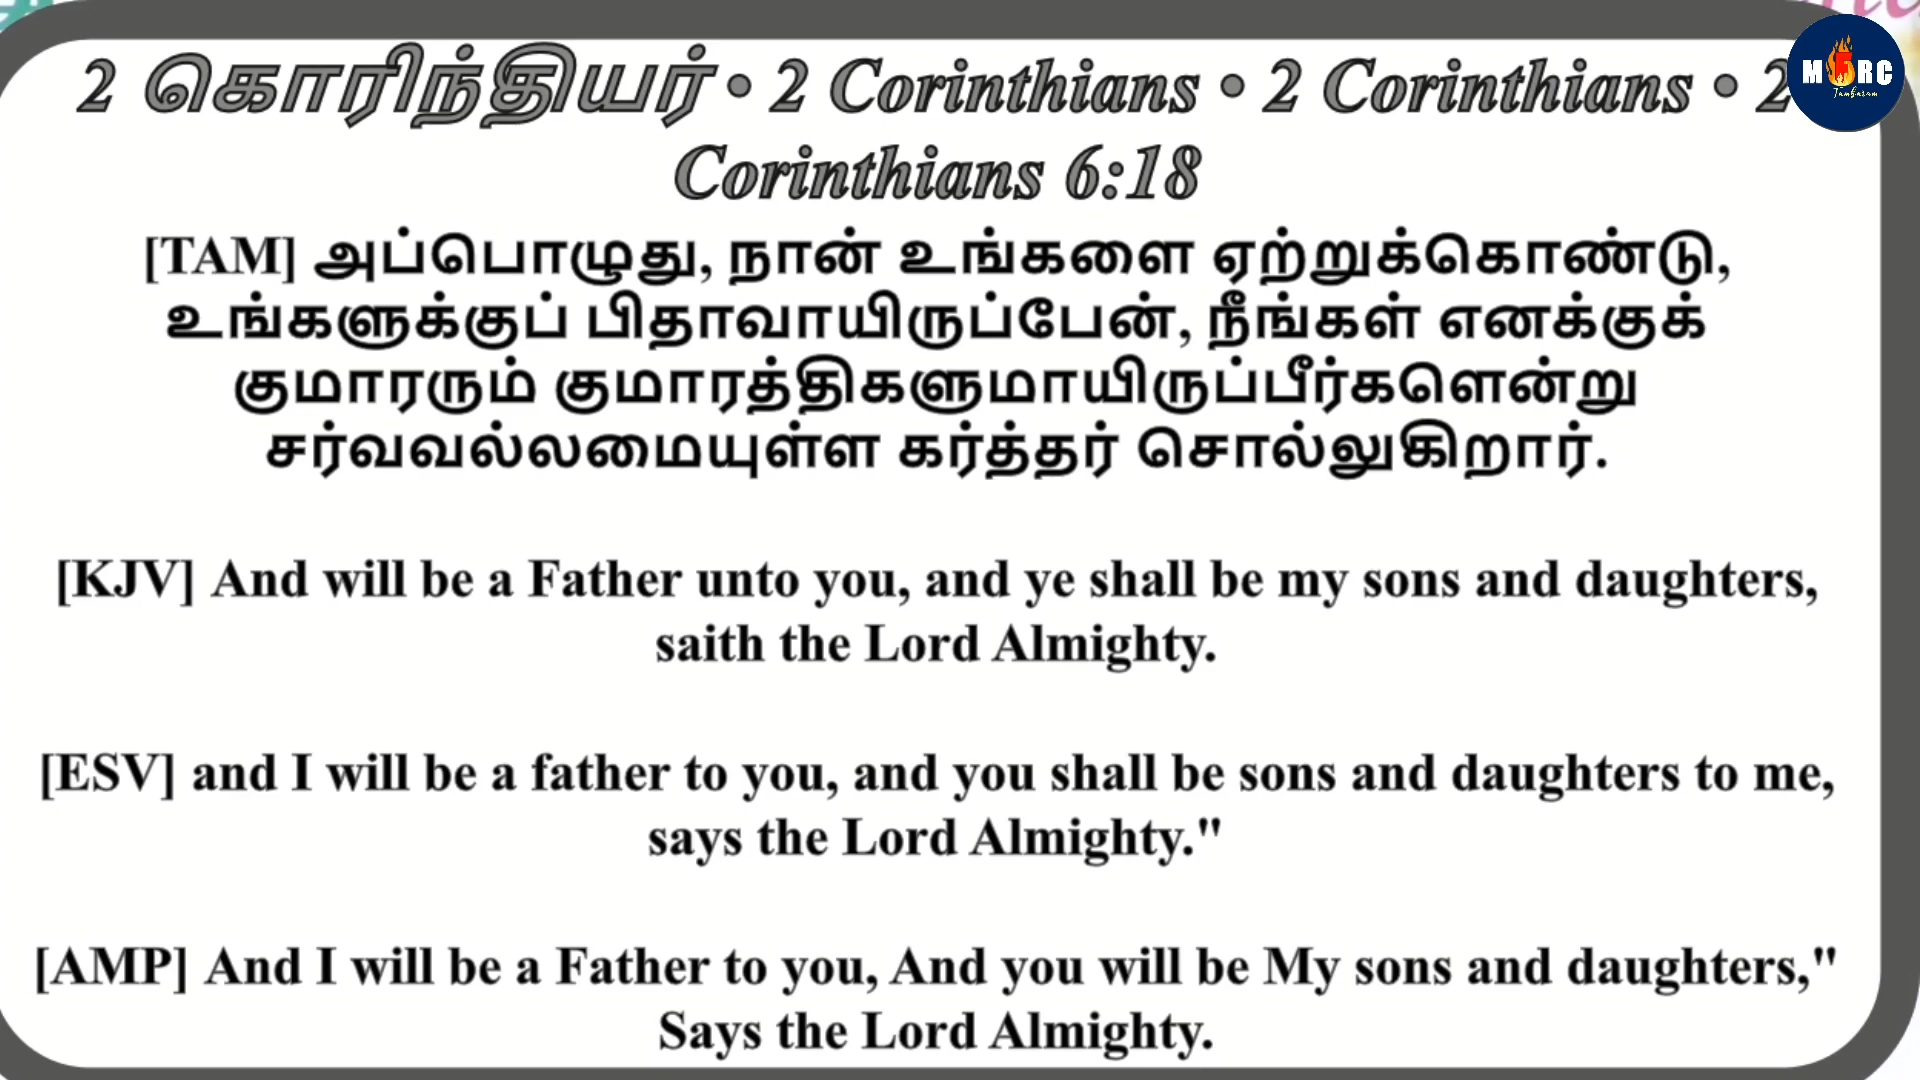 2 கொரிந்தியர் • 2 Corinthians • 2 Corinthians • 2
Corinthians 6:18
[TAM] அப்பொழுது, நான் உங்களை ஏற்றுக்கொண்டு,
உங்களுக்குப் பிதாவாயிருப்பேன், நீங்கள் எனக்குக்
குமாரரும் குமாரத்திகளுமாயிருப்பீர்களென்று
சர்வவல்லமையுள்ள கர்த்தர் சொல்லுகிறார்.
[KJV] And will be a Father unto you, and ye shall be my sons and daughters,
saith the Lord Almighty.
[ESV] and I will be a father to you, and you shall be sons and daughters to me,
says the Lord Almighty."
[AMP] And I will be a Father to you, And you will be My sons and daughters,"
Says the Lord Almighty.
MFRC
Tambaram